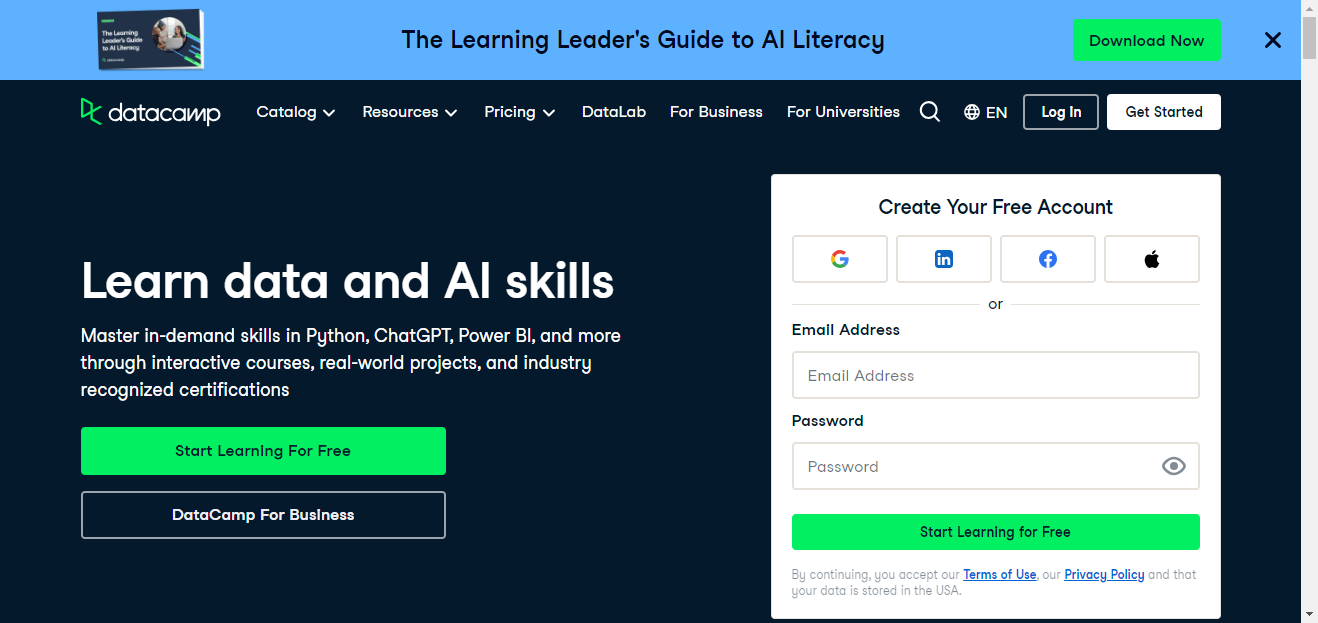 The Learning
Leader's Guide
to AI Literacy
The Learning Leader's Guide to AI Literacy
Download Now
datacamp
Catalog
Resources
Pricing
DataLab
For Business
For Universities
EN
Log In
Get Started
Learn data and AI skills
Master in-demand skills in Python, ChatGPT, Power BI, and more
through interactive courses, real-world projects, and industry
recognized certifications
Start Learning For Free
DataCamp For Business
Create Your Free Account
or
Email Address
Email Address
Password
Password
Start Learning for Free
By continuing, you accept our Terms of Use, our Privacy Policy and that
your data is stored in the USA.